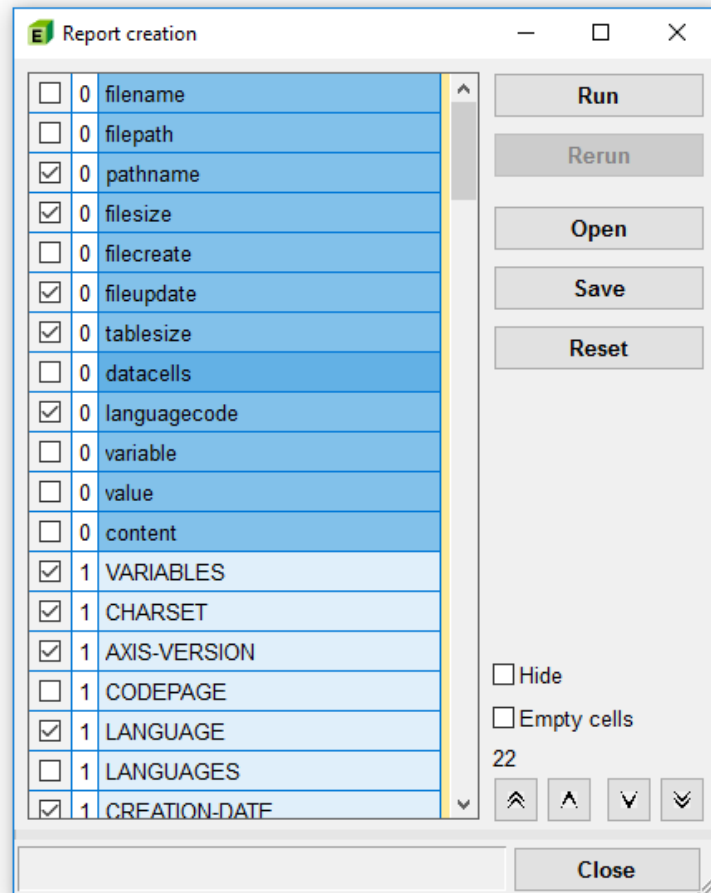 Report creation
0 filename
0 filepath
0 pathname
0 filesize
0 filecreate
0 fileupdate
0 tablesize
0 datacells
0 languagecode
0 variable
0 value
0 content
1 VARIABLES
1 CHARSET
1 AXIS-VERSION
1 CODEPAGE
1 LANGUAGE
1 LANGUAGES
1 CREATION-DATE
Run
Rerun
Open
Save
Reset
Hide
Empty cells
22
Close